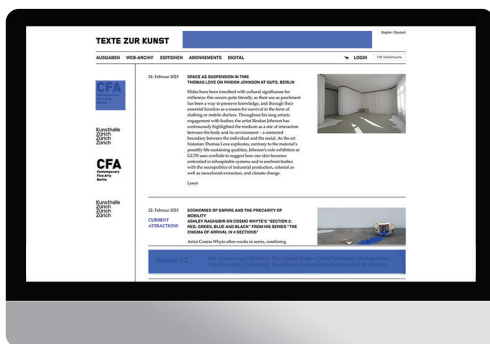 English / Deutsch
TEXTE ZUR KUNST
AUSGABEN WEB-ARCHIV EDITIONEN ABONNEMENTS DIGITAL
LOGIN
CFA
Contemporary
Fine Arts
Berlin
Kunsthalle
Zürich
Zürich
CFA
Contemporary
Fine Arts
Berlin
Kunsthalle
Zürich
Zürich
24. Februar 2023
SPACE AS SUSPENSION IN TIME
THOMAS LOVE ON RINDON JOHNSON AT GUTS, BERLIN
Hides have been inscribed with cultural significance for
millennia: this occurs quite literally, as their use as parchment
has been a way to preserve knowledge, and through their
essential function as a means for survival in the form of
clothing or mobile shelters. Throughout his long artistic
engagement with leather, the artist Rindon Johnson has
continuously highlighted the medium as a site of interaction
between the body and its environment – a contested
boundary between the individual and the social. As the art
historian Thomas Love explicates, contrary to the material's
possibly life-sustaining qualities, Johnson's solo exhibition at
GUTS uses cowhide to suggest how our skin becomes
embroiled in inhospitable systems and to confront bodies
with the necropolitics of industrial production, colonial as
well as neocolonial extraction, and climate change.
Lesen
22. Februar 2023
CURRENT
ATTRACTIONS
ECONOMIES OF EMPIRE AND THE PRECARITY OF
MOBILITY
ASHLEY RAGHUBIR ON COSMO WHYTE'S "SECTION 2:
RED, GREEN, BLUE AND BLACK" FROM HIS SERIES "THE
ENIGMA OF ARRIVAL IN 4 SECTIONS"
Artist Cosmo Whyte often works in series, combining